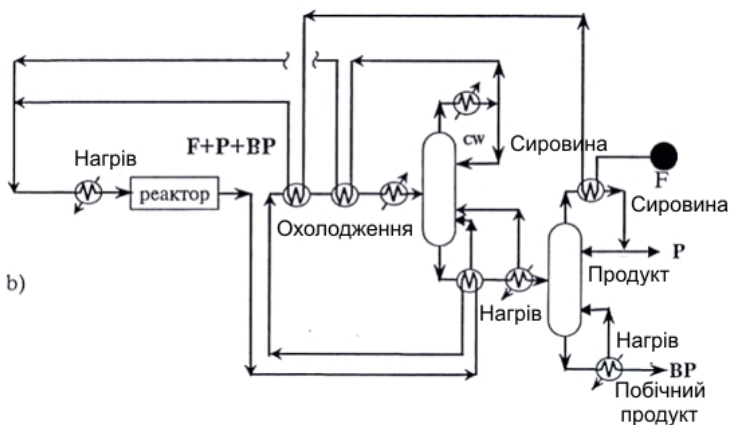 F+P+BP
Нагрів
реактор
Охолодження
cw
Сировина
F
Сировина
P
Продукт
Нагрів
Нагрів
BP
Побічний
продукт
b)